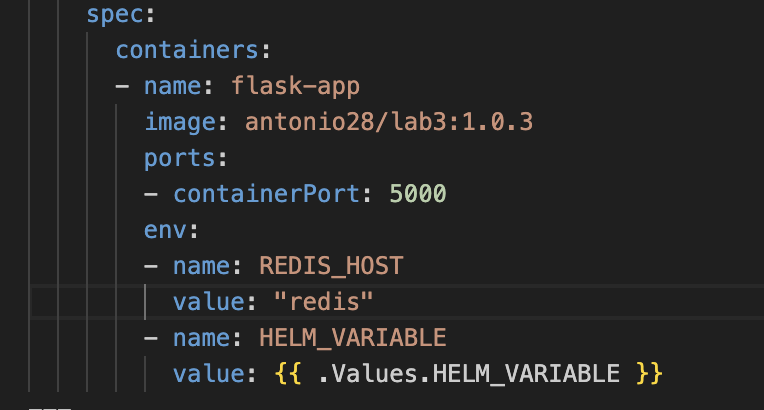 spec:
containers:
- name: flask-app
image: antonio28/lab3:1.0.3
ports:
- containerPort: 5000
env:
- name: REDIS_HOST
value: "redis"
- name: HELM_VARIABLE
value: {{ .Values.HELM_VARIABLE }}